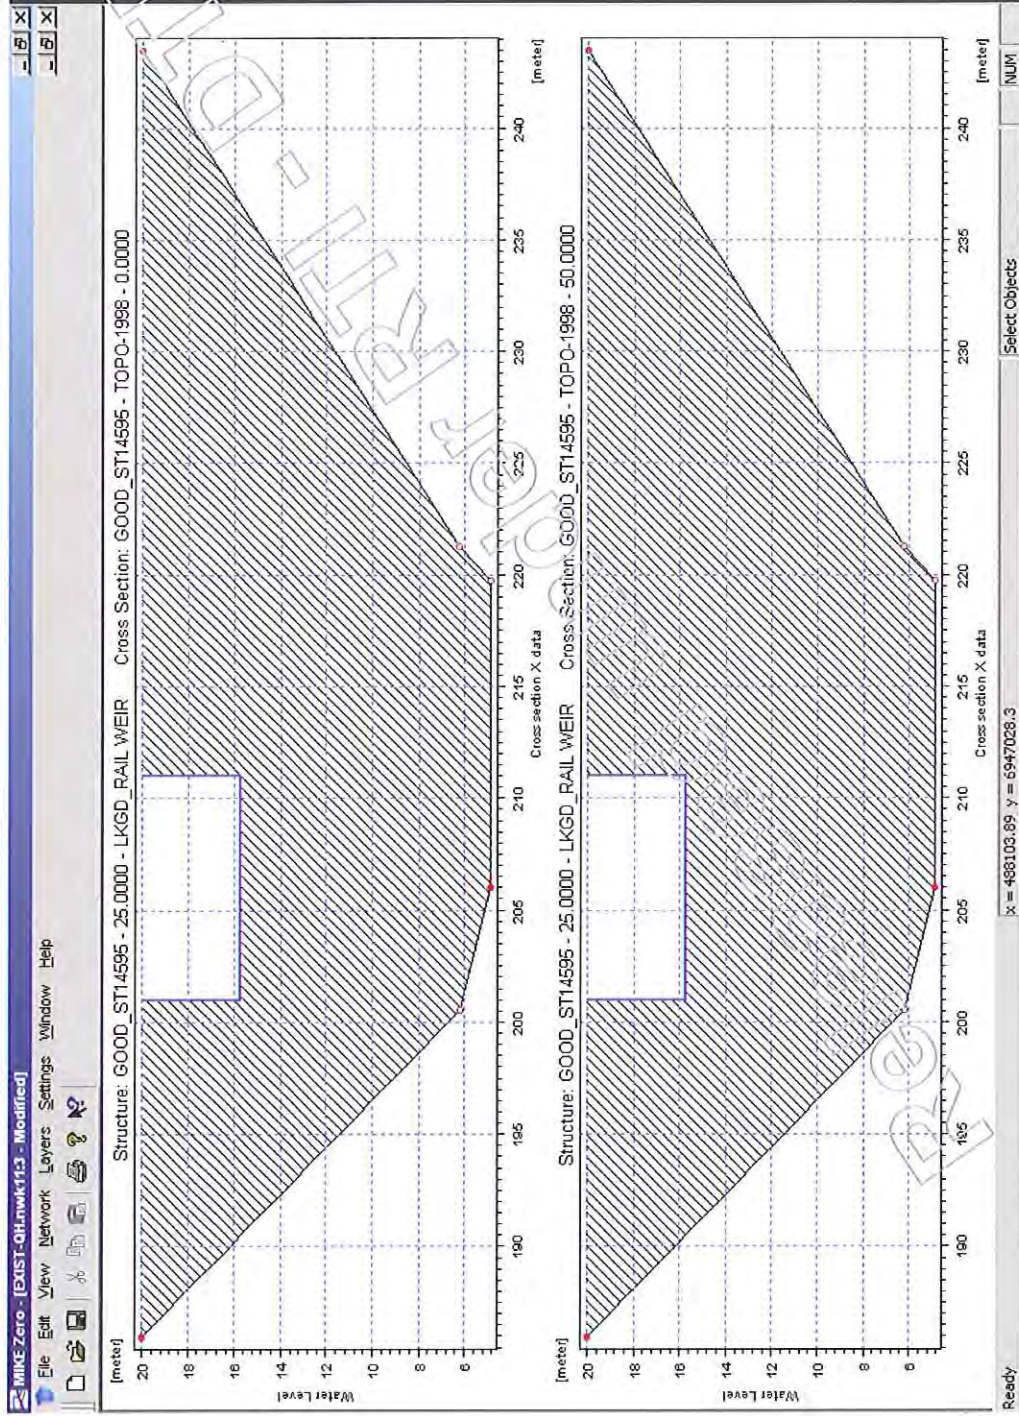 MIKE Zero - [EXIST-QH.nwk11:3 - Modified]
File Edit View Network Layers Settings Window Help
Structure: GOOD_ST14595 - 25.0000 - LKGD_RAIL WEIR Cross Section: GOOD_ST14595 - TOPO-1998 - 0.0000
[meter]
20
18
16
14
12
10
8
6
Water Level
190 195 200 205 210 215 220 225 230 235 240 [meter]
Cross section X data
Structure: GOOD_ST14595 - 25.0000 - LKGD_RAIL WEIR Cross Section: GOOD_ST14595 - TOPO-1998 - 50.0000
[meter]
20
18
16
14
12
10
8
6
Water Level
190 195 200 205 210 215 220 225 230 235 240 [meter]
Cross section X data
Ready x = 488103.89 y = 6947028.3 Select Objects NUM